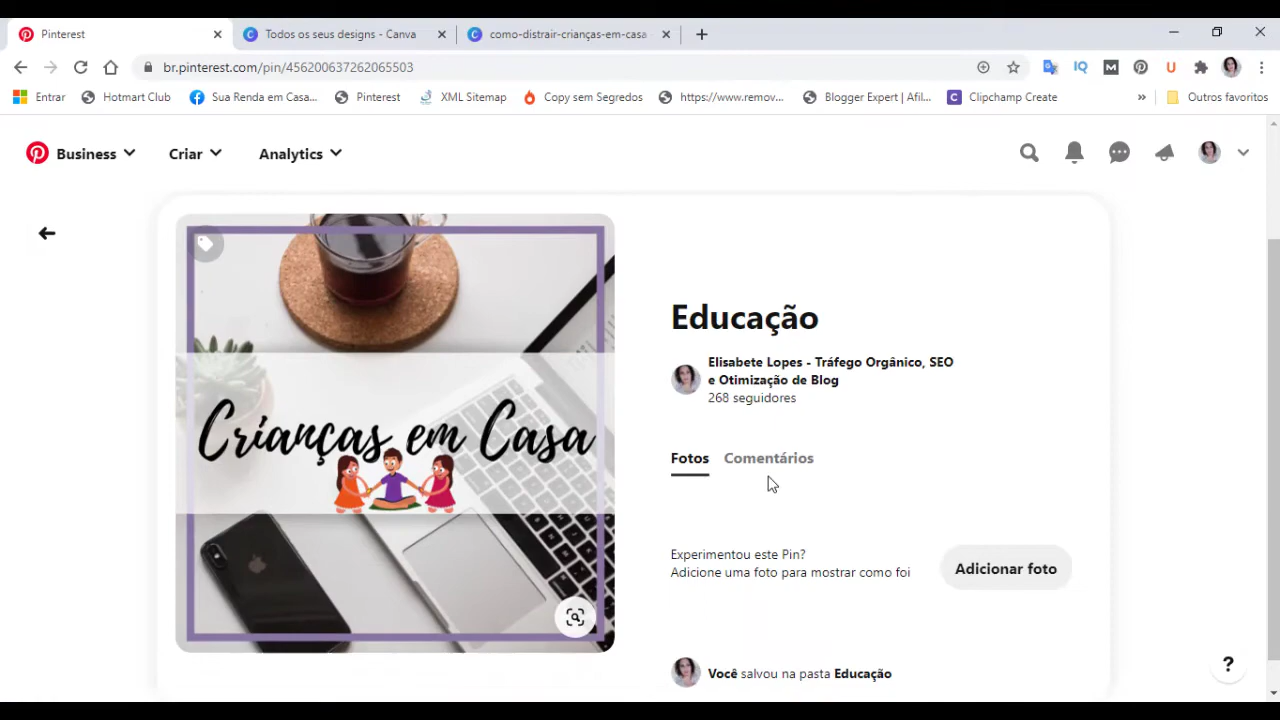 Pinterest
Todos os seus designs - Canva
como-distrair-crianças-em-casa
br.pinterest.com/pin/456200637262065503
Entrar
Hotmart Club
Sua Renda em Casa...
Pinterest
XML Sitemap
Copy sem Segredos
https://www.remov...
Blogger Expert | Afil...
Clipchamp Create
»
Outros favoritos
Business
Criar
Analytics
Crianças em Casa
Educação
Elisabete Lopes - Tráfego Orgânico, SEO
e Otimização de Blog
268 seguidores
Fotos
Comentários
Experimentou este Pin?
Adicione uma foto para mostrar como foi
Adicionar foto
Você salvou na pasta Educação
?